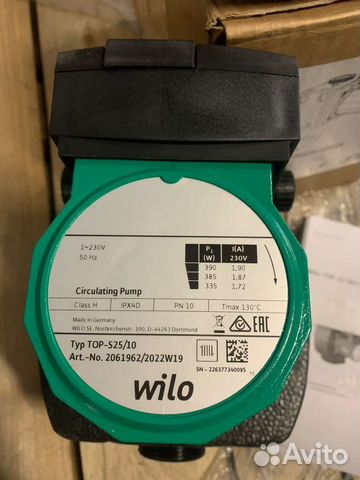 P₁ (W) I(A) 230V
1~230V
50 Hz
390 1,90
385 1,87
335 1,72
Circulating Pump
Class H IPX4D PN 10 Tmax 130°C
Made in Germany
WILO SE, Nortkirchenstr. 100, D-44263 Dortmund
EAC
Typ TOP-S25/10
Art.-No. 2061962/2022W19
SN - 226377340095
wilo
Avito